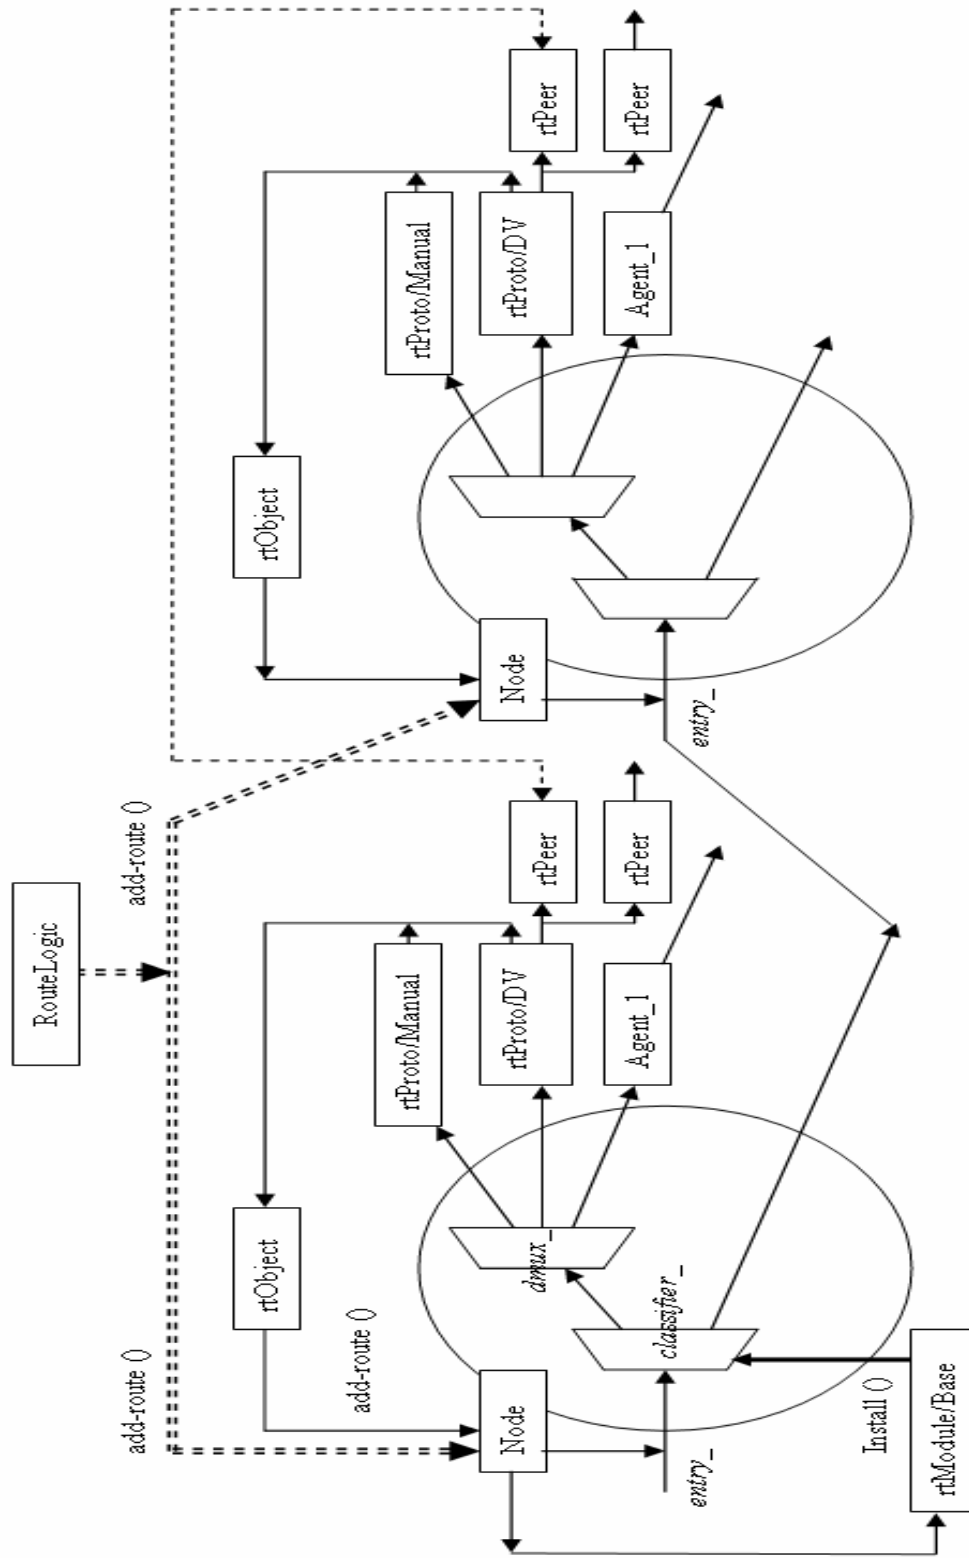 RouteLogic
add-route ()
add-route ()
rtObject
rtObject
add-route ()
rtProto/Manual
rtProto/Manual
Node
rtProto/DV
rtPeer
Node
rtProto/DV
rtPeer
dmux_
Agent_1
rtPeer
Agent_1
rtPeer
entry_
classifier_
entry_
Install ()
rtModule/Base